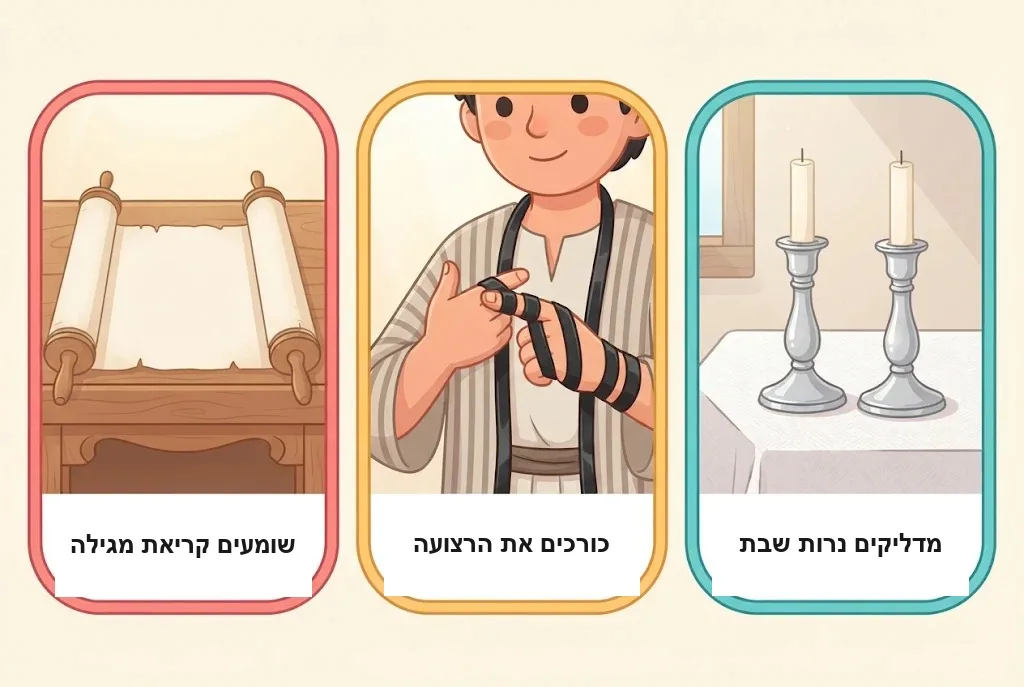 מדליקים נרות שבת
כורכים את הרצועה
שומעים קריאת מגילה